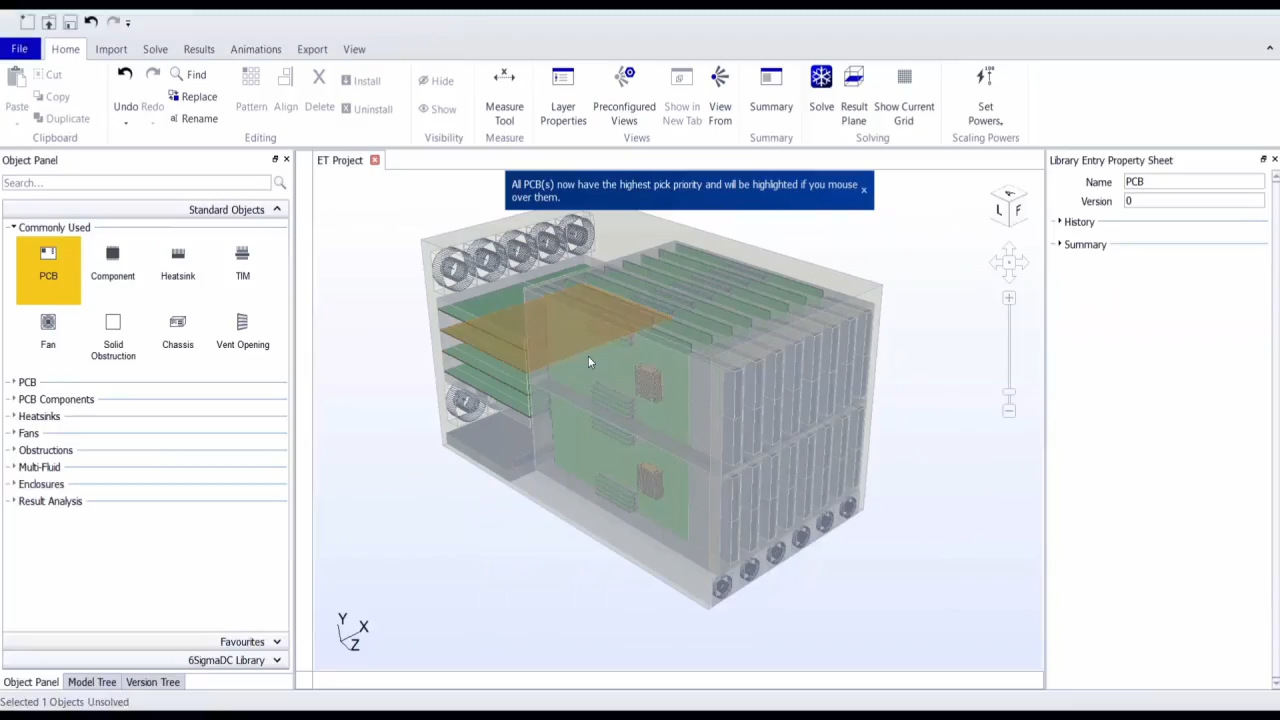 File
Home
Import
Solve
Results
Animations
Export
View
Paste
Cut
Copy
Duplicate
Clipboard
Undo
Redo
Find
Replace
Rename
Pattern
Align
Delete
Install
Uninstall
Editing
Hide
Show
Visibility
Measure
Tool
Measure
Layer
Properties
Preconfigured
Views
Show in
New Tab
View
From
Views
Summary
Summary
Solve
Result
Plane
Show Current
Grid
Solving
100
Set
Powers
Scaling Powers
Object Panel
Search...
Standard Objects
Commonly Used
PCB
Component
Heatsink
TIM
Fan
Solid
Obstruction
Chassis
Vent Opening
PCB
PCB Components
Heatsinks
Fans
Obstructions
Multi-Fluid
Enclosures
Result Analysis
Favourites
6SigmaDC Library
Object Panel
Model Tree
Version Tree
Selected 1 Objects Unsolved
ET Project
All PCB(s) now have the highest pick priority and will be highlighted if you mouse
over them.
L F
Y
X
Z
Library Entry Property Sheet
Name PCB
Version 0
History
Summary